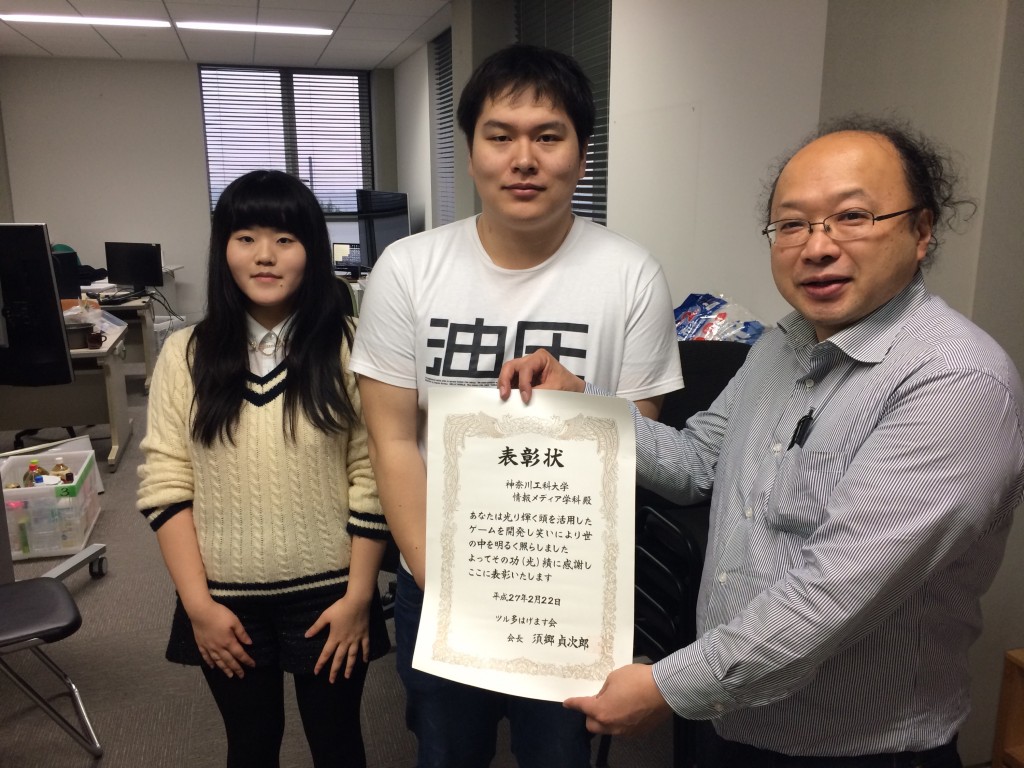 油圧
表彰状
神奈川工科大学
情報メディア学科殿
あなたは光り輝く頭を活用した
ゲームを開発し笑いにより世
の中を明るく照らしました
よってその功(光)績に感謝し
ここに表彰いたします
平成27年2月22日
ツル多はげます会
会長 須郷 貞次郎